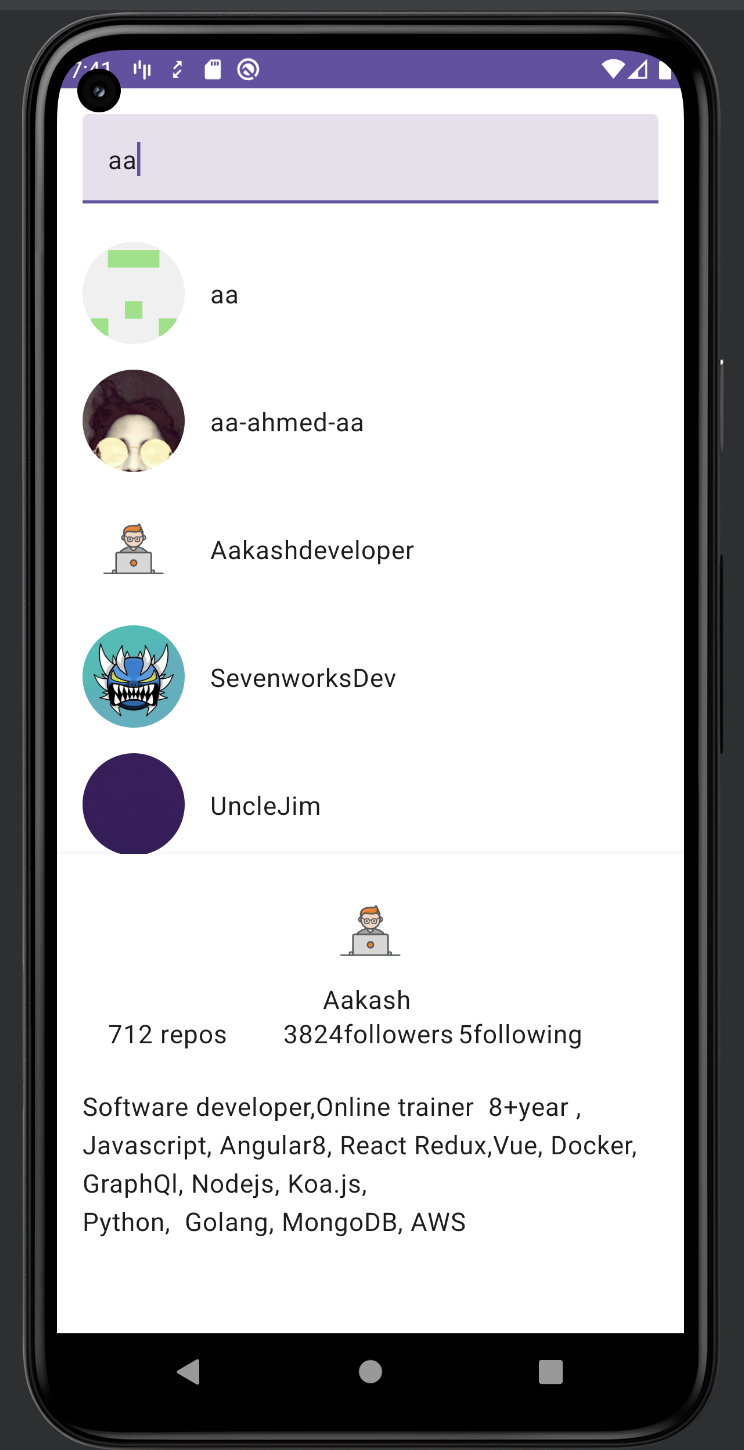 7:41
aa
aa
aa-ahmed-aa
Aakashdeveloper
SevenworksDev
UncleJim
Aakash
712 repos 3824followers 5following
Software developer,Online trainer  8+year ,
Javascript, Angular8, React Redux,Vue, Docker,
GraphQl, Nodejs, Koa.js,
Python,  Golang, MongoDB, AWS